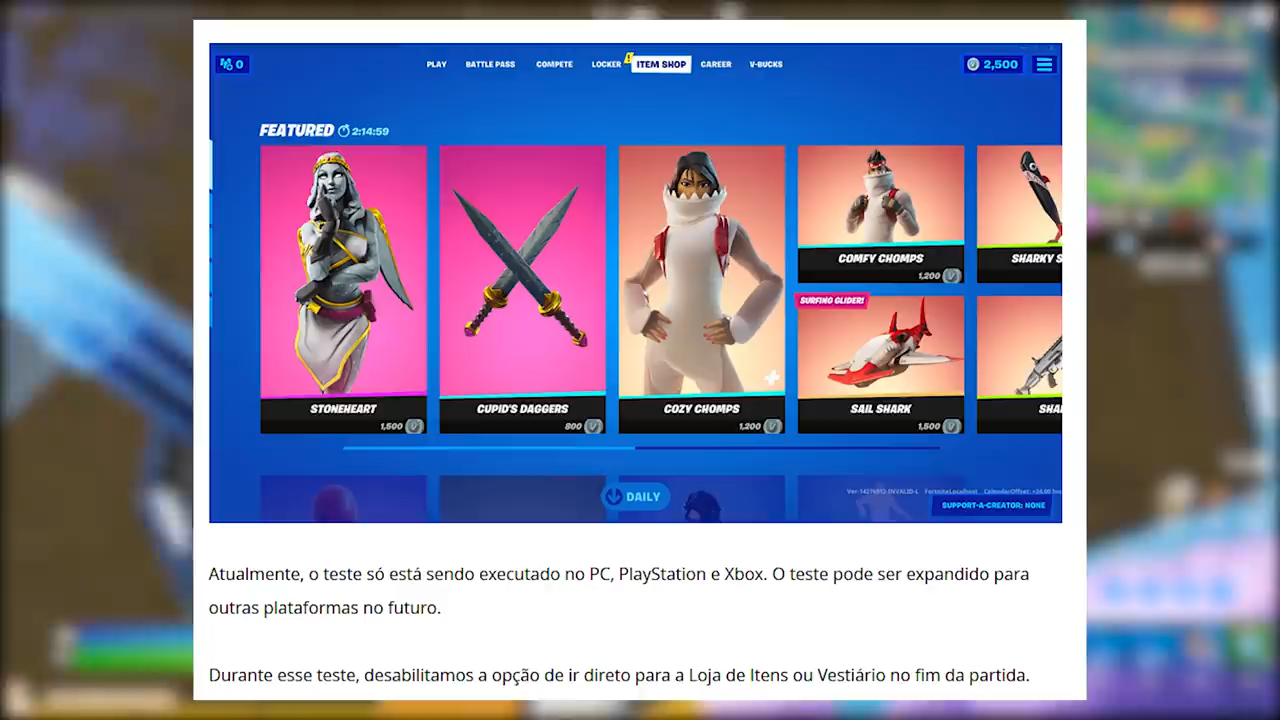 0
PLAY BATTLE PASS COMPETE LOCKER ITEM SHOP CAREER V-BUCKS
2,500
FEATURED 2:14:59
STONEHEART
1,500
CUPID'S DAGGERS
800
COZY CHOMPS
1,200
COMFY CHOMPS
1,200
SURFING GLIDER!
SAIL SHARK
1,500
SHARKY S
SHA
DAILY
SUPPORT-A-CREATOR: NONE
Atualmente, o teste só está sendo executado no PC, PlayStation e Xbox. O teste pode ser expandido para
outras plataformas no futuro.
Durante esse teste, desabilitamos a opção de ir direto para a Loja de Itens ou Vestiário no fim da partida.